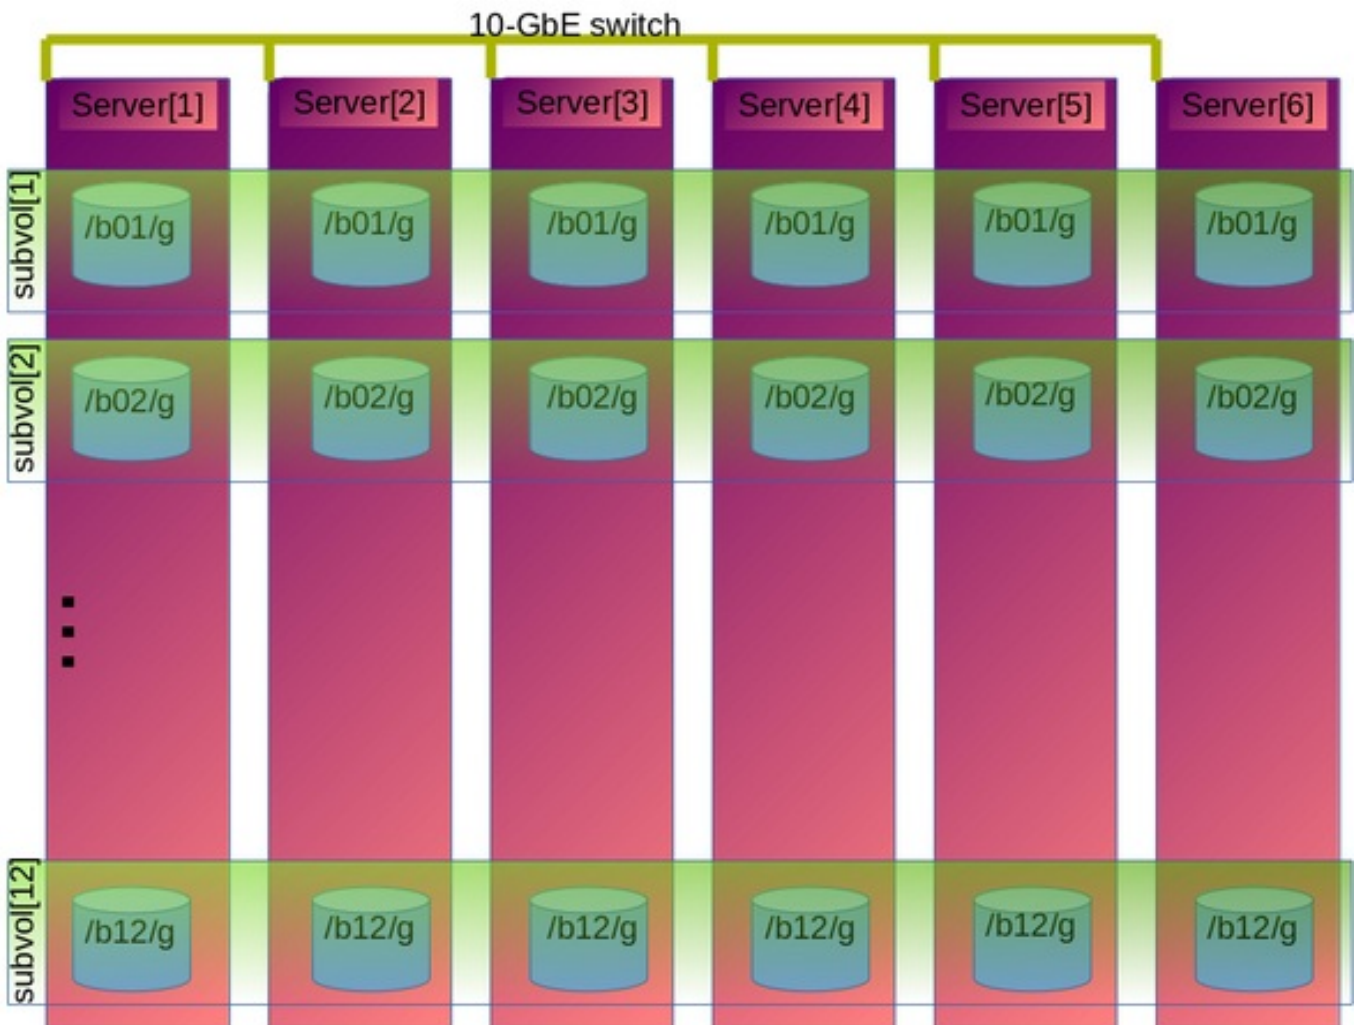 10-GbE switch
Server[1] Server[2] Server[3] Server[4] Server[5] Server[6]
subvol[1]
/b01/g /b01/g /b01/g /b01/g /b01/g /b01/g
subvol[2]
/b02/g /b02/g /b02/g /b02/g /b02/g /b02/g
subvol[12]
/b12/g /b12/g /b12/g /b12/g /b12/g /b12/g